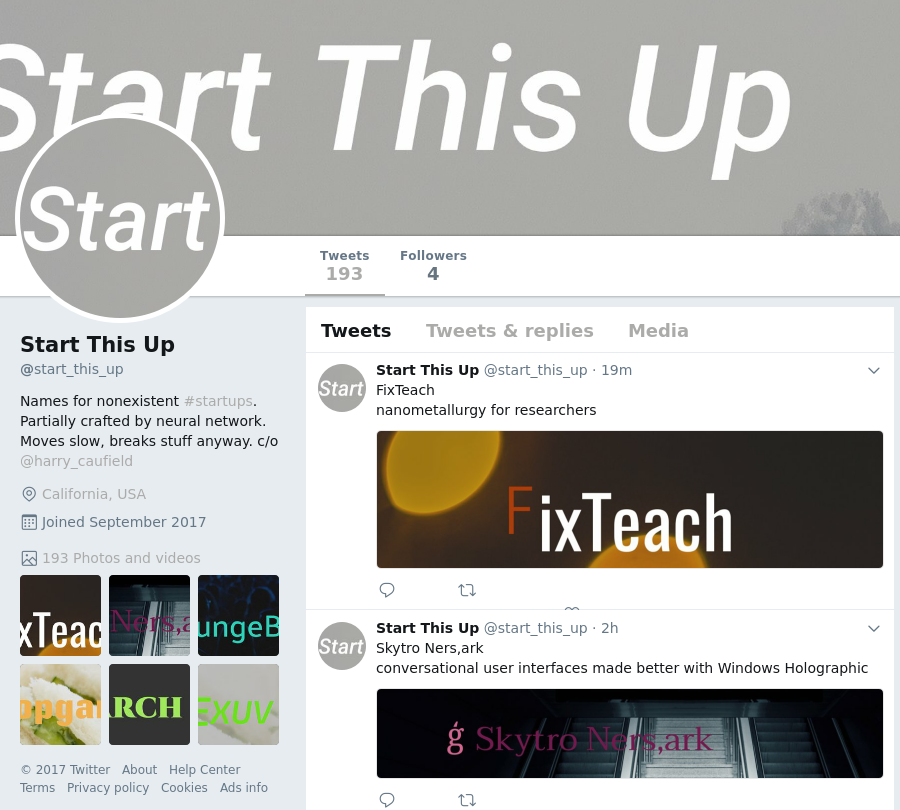 Start This Up
Start
Tweets
193
Followers
4
Start This Up
@start_this_up
Names for nonexistent #startups.
Partially crafted by neural network.
Moves slow, breaks stuff anyway. c/o
@harry_caufield
California, USA
Joined September 2017
193 Photos and videos
xTeac
Ners,a
ungeB
opgar
ARCH
EXUV
© 2017 Twitter About Help Center
Terms Privacy policy Cookies Ads info
Tweets Tweets & replies Media
Start
Start This Up @start_this_up · 19m
FixTeach
nanometallurgy for researchers
FixTeach
Start
Start This Up @start_this_up · 2h
Skytro Ners,ark
conversational user interfaces made better with Windows Holographic
ġ Skytro Ners,ark